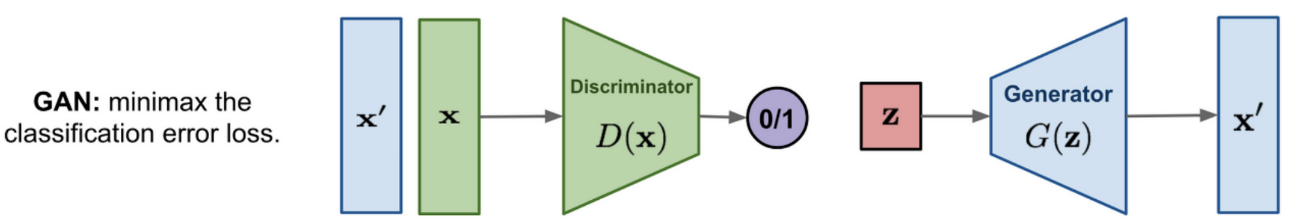 GAN: minimax the
classification error loss.
x′
x
Discriminator
D(x)
0/1
z
Generator
G(z)
x′